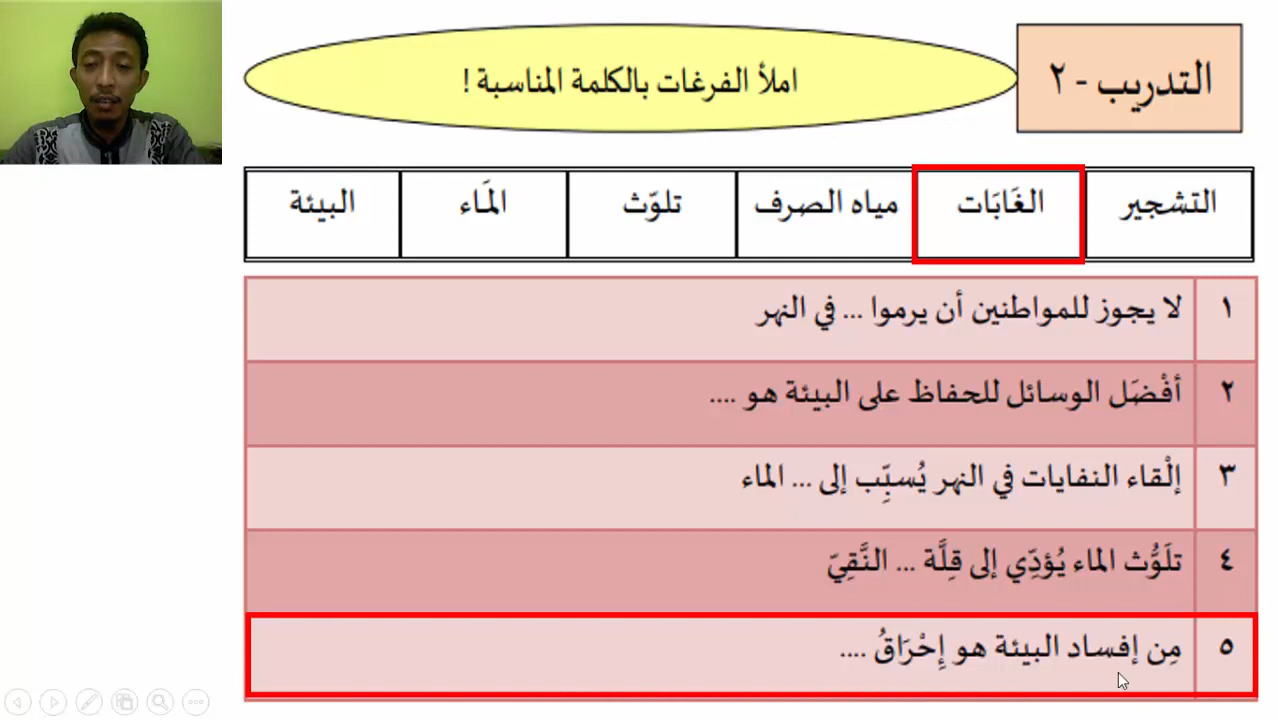 التدريب - ٢
املأ الفرغات بالكلمة المناسبة !
التشجير الغَابَات مياه الصرف تلوّث المَاء البيئة
١ لا يجوز للمواطنين أن يرموا ... في النهر
٢ أفْضَل الوسائل للحفاظ على البيئة هو ....
٣ إلْقاء النفايات في النهر يُسبِّب إلى ... الماء
٤ تلَوُّث الماء يُؤدِّي إلى قِلَّة ... النَّقِيّ
٥ مِن إفساد البيئة هو إِحْرَاقُ ....